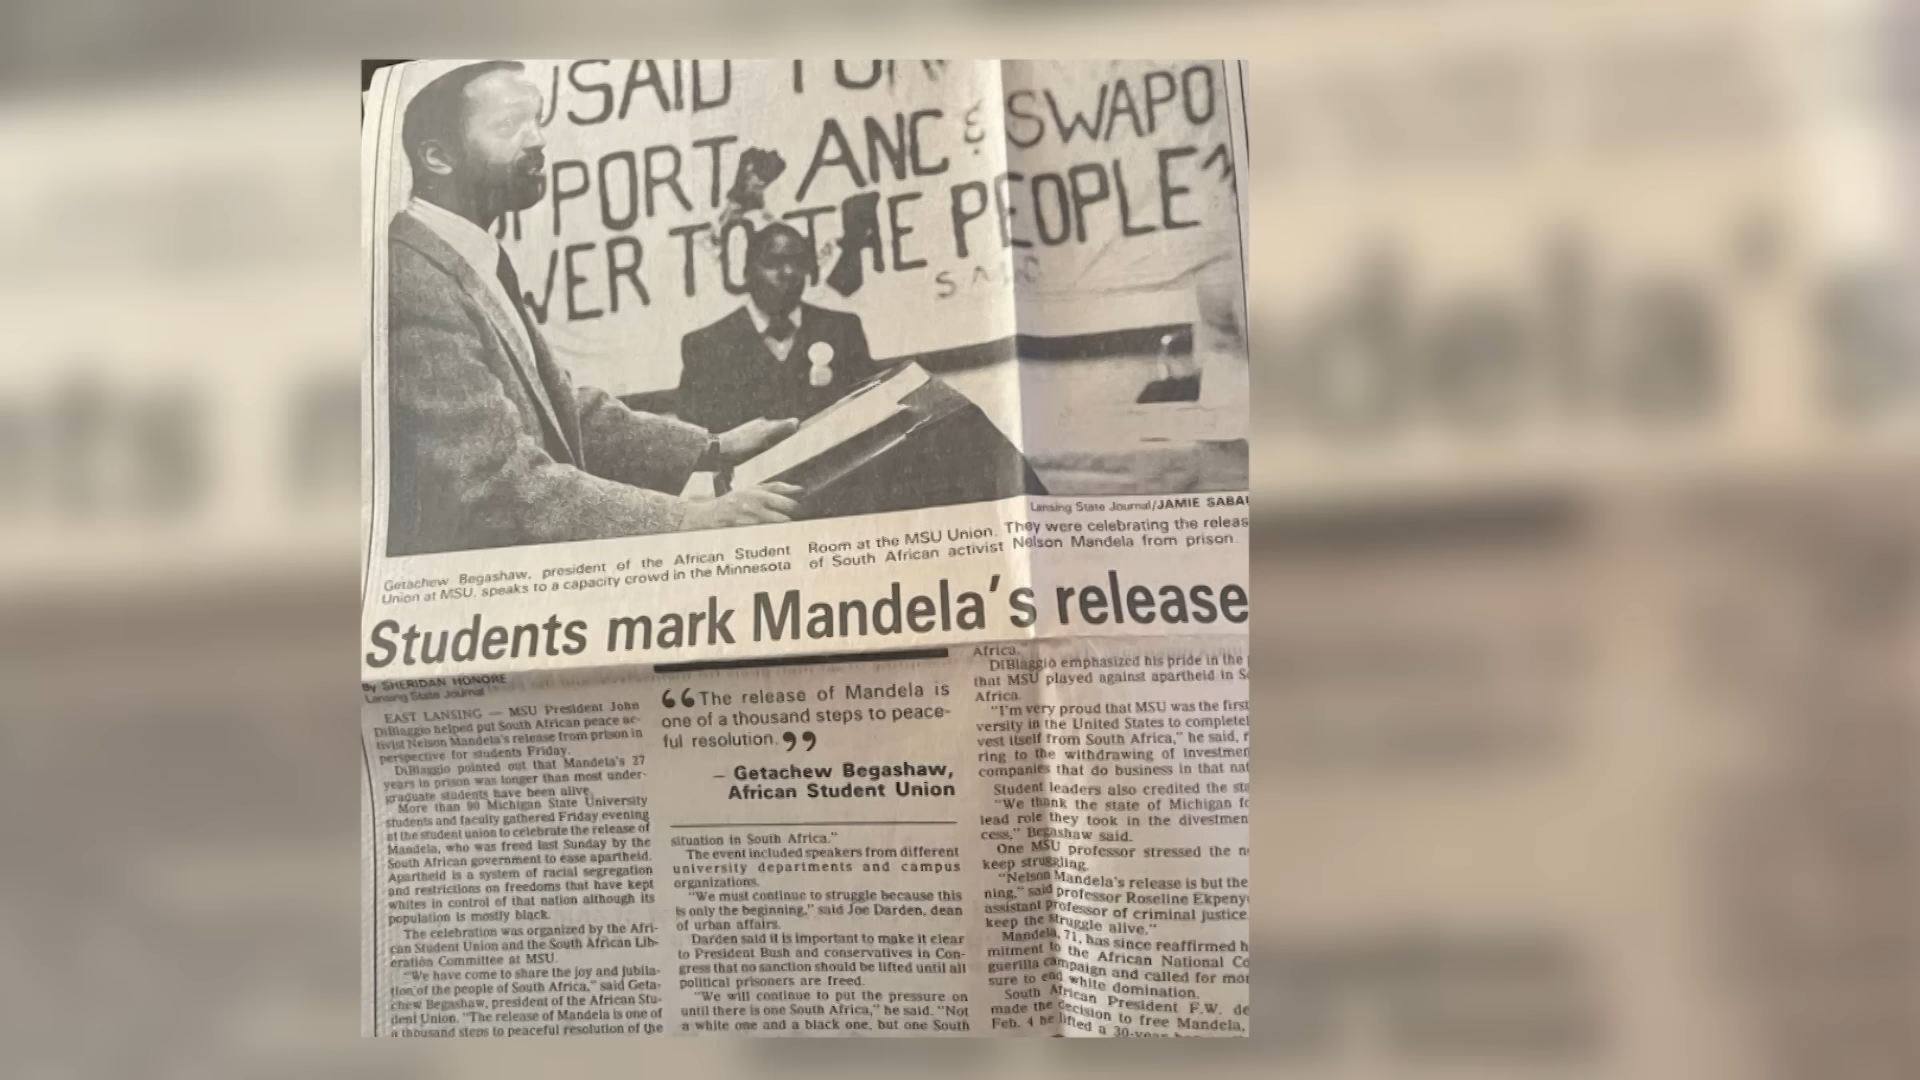 USAID TO
PPORT ANC & SWAPO
WER TO THE PEOPLE"
Lansing State Journal/JAMIE SABA
Getachew Begashaw, president of the African Student
Union at MSU, speaks to a capacity crowd in the Minnesota
Room at the MSU Union. They were celebrating the releas
of South African activist Nelson Mandela from prison.
Students mark Mandela's release
By SHERIDAN HONORE
Lansing State Journal
EAST LANSING — MSU President John
DiBiaggio helped put South African peace ac-
tivist Nelson Mandela's release from prison in
perspective for students Friday.
DiBiaggio pointed out that Mandela's 27
years in prison was longer than most under-
graduate students have been alive.
More than 90 Michigan State University
students and faculty gathered Friday evening
at the student union to celebrate the release of
Mandela, who was freed last Sunday by the
South African government to ease apartheid.
Apartheid is a system of racial segregation
and restrictions on freedoms that have kept
whites in control of that nation although its
population is mostly black.
The celebration was organized by the Afri-
can Student Union and the South African Lib-
eration Committee at MSU.
"We have come to share the joy and jubila-
tion of the people of South Africa," said Geta-
chew Begashaw, president of the African Stu-
dent Union. "The release of Mandela is one of
a thousand steps to peaceful resolution of the
"The release of Mandela is
one of a thousand steps to peace-
ful resolution."
– Getachew Begashaw,
African Student Union
situation in South Africa."
The event included speakers from different
university departments and campus
organizations.
"We must continue to struggle because this
is only the beginning," said Joe Darden, dean
of urban affairs.
Darden said it is important to make it clear
to President Bush and conservatives in Con-
gress that no sanction should be lifted until all
political prisoners are freed.
"We will continue to put the pressure on
until there is one South Africa," he said. "Not
a white one and a black one, but one South
Africa.
DiBiaggio emphasized his pride in the
that MSU played against apartheid in S
Africa.
"I'm very proud that MSU was the first
versity in the United States to completel
vest itself from South Africa," he said, r
ring to the withdrawing of investmen
companies that do business in that nat
Student leaders also credited the sta
"We thank the state of Michigan fo
lead role they took in the divestmen
cess," Begashaw said.
One MSU professor stressed the n
keep struggling.
"Nelson Mandela's release is but the
ning," said professor Roseline Ekpeny
assistant professor of criminal justice.
keep the struggle alive."
Mandela, 71, has since reaffirmed h
mitment to the African National Co
guerilla campaign and called for mor
sure to end white domination.
South African President F.W. de
made the decision to free Mandela,
Feb. 4 he lifted a 30-year